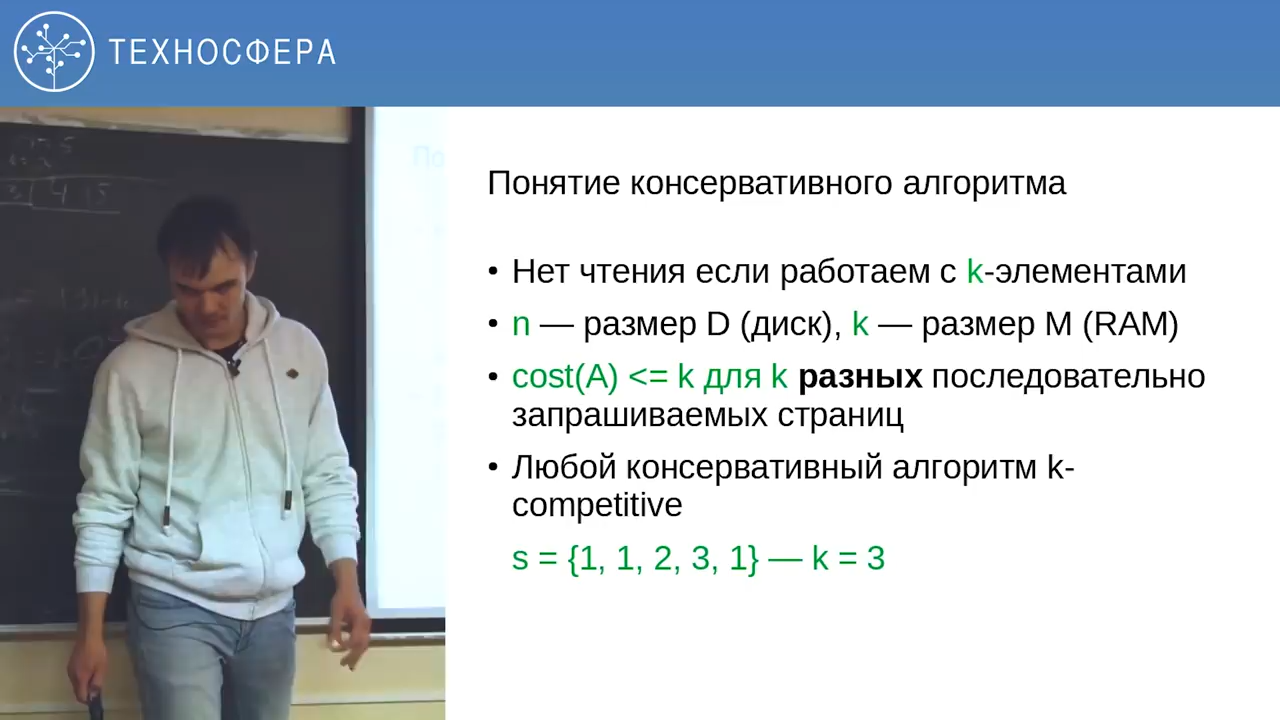 ТЕХНОСФЕРА
Понятие консервативного алгоритма
• Нет чтения если работаем с k-элементами
• n — размер D (диск), k — размер M (RAM)
• cost(A) <= k для k разных последовательно
запрашиваемых страниц
• Любой консервативный алгоритм k-
competitive
s = {1, 1, 2, 3, 1} — k = 3